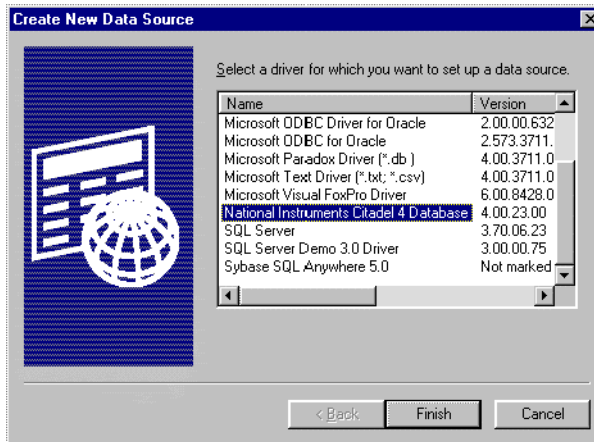 Create New Data Source
Select a driver for which you want to set up a data source.
Name Version
Microsoft ODBC Driver for Oracle 2.00.00.632
Microsoft ODBC for Oracle 2.573.3711.
Microsoft Paradox Driver (*.db ) 4.00.3711.0
Microsoft Text Driver (*.txt; *.csv) 4.00.3711.0
Microsoft Visual FoxPro Driver 6.00.8428.0
National Instruments Citadel 4 Database 4.00.23.00
SQL Server 3.70.06.23
SQL Server Demo 3.0 Driver 3.00.00.75
Sybase SQL Anywhere 5.0 Not marked
< Back Finish Cancel